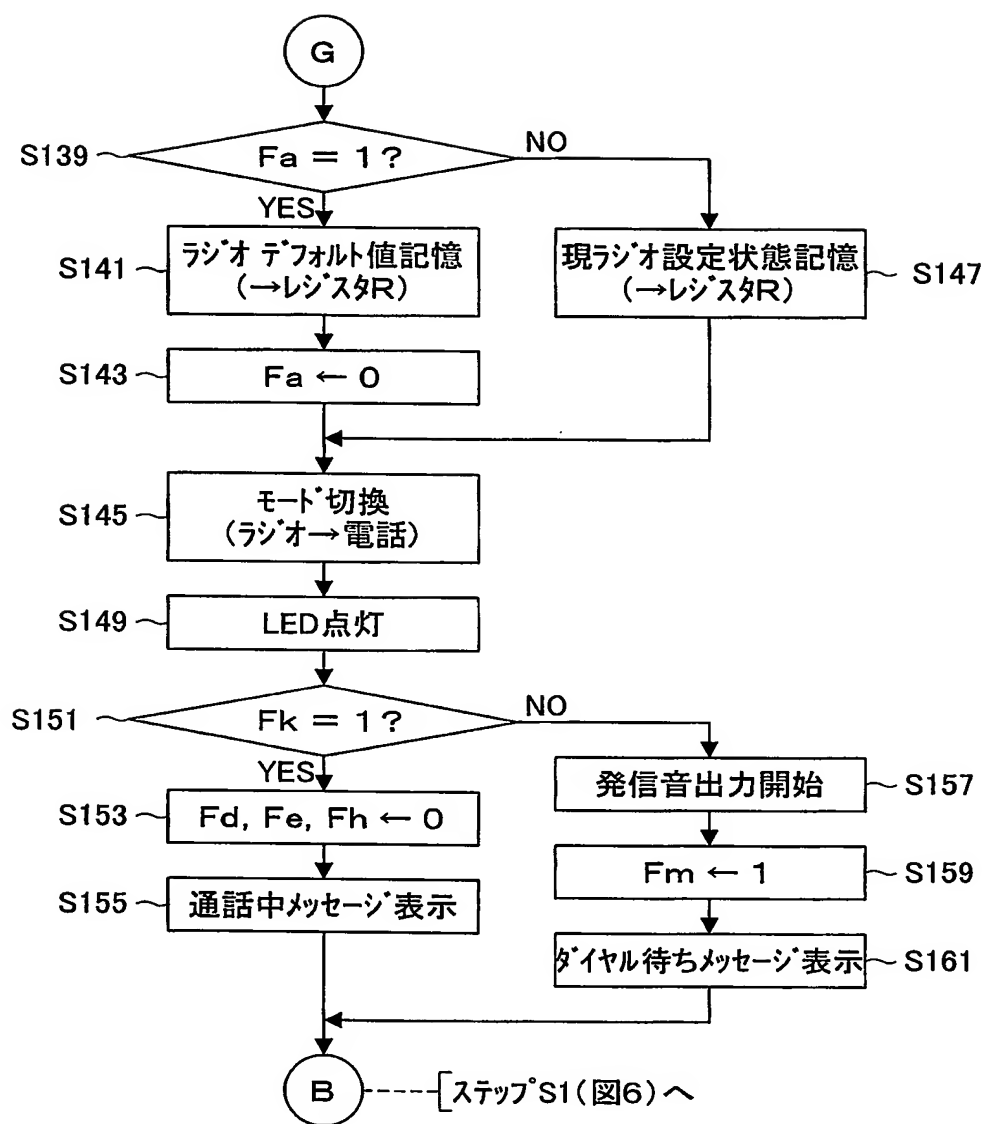 G
S139
Fa = 1?
NO
YES
S141
ラジオ デフォルト値記憶
(→レジスタR)
現ラジオ設定状態記憶
(→レジスタR)
S147
S143
Fa ← 0
S145
モード切換
(ラジオ→電話)
S149
LED点灯
S151
Fk = 1?
NO
YES
S153
Fd, Fe, Fh ← 0
発信音出力開始
S157
Fm ← 1
S159
S155
通話中メッセージ表示
ダイヤル待ちメッセージ表示
S161
B
ステップS1(図6)へ